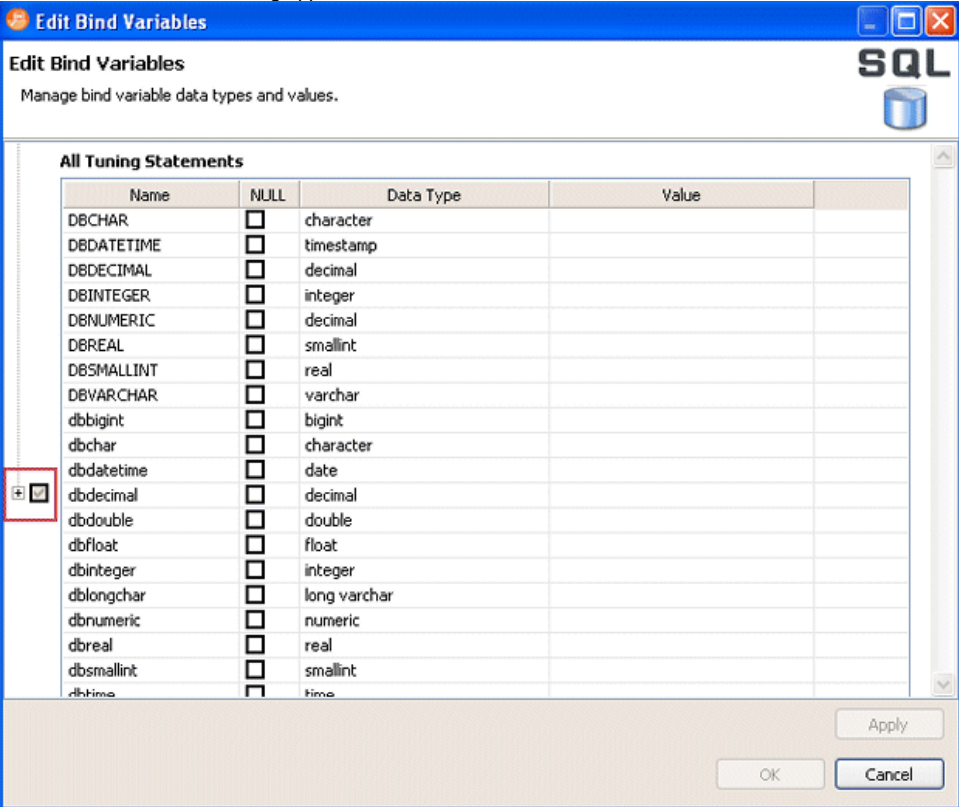 Edit Bind Variables
Edit Bind Variables
SQL
Manage bind variable data types and values.
All Tuning Statements
Name NULL Data Type Value
DBCHAR character
DBDATETIME timestamp
DBDECIMAL decimal
DBINTEGER integer
DBNUMERIC decimal
DBREAL smallint
DBSMALLINT real
DBVARCHAR varchar
dbbigint bigint
dbchar character
dbdatetime date
dbdecimal decimal
dbdouble double
dbfloat float
dbinteger integer
dblongchar long varchar
dbnumeric numeric
dbreal real
dbsmallint smallint
dbtime time
Apply
OK Cancel